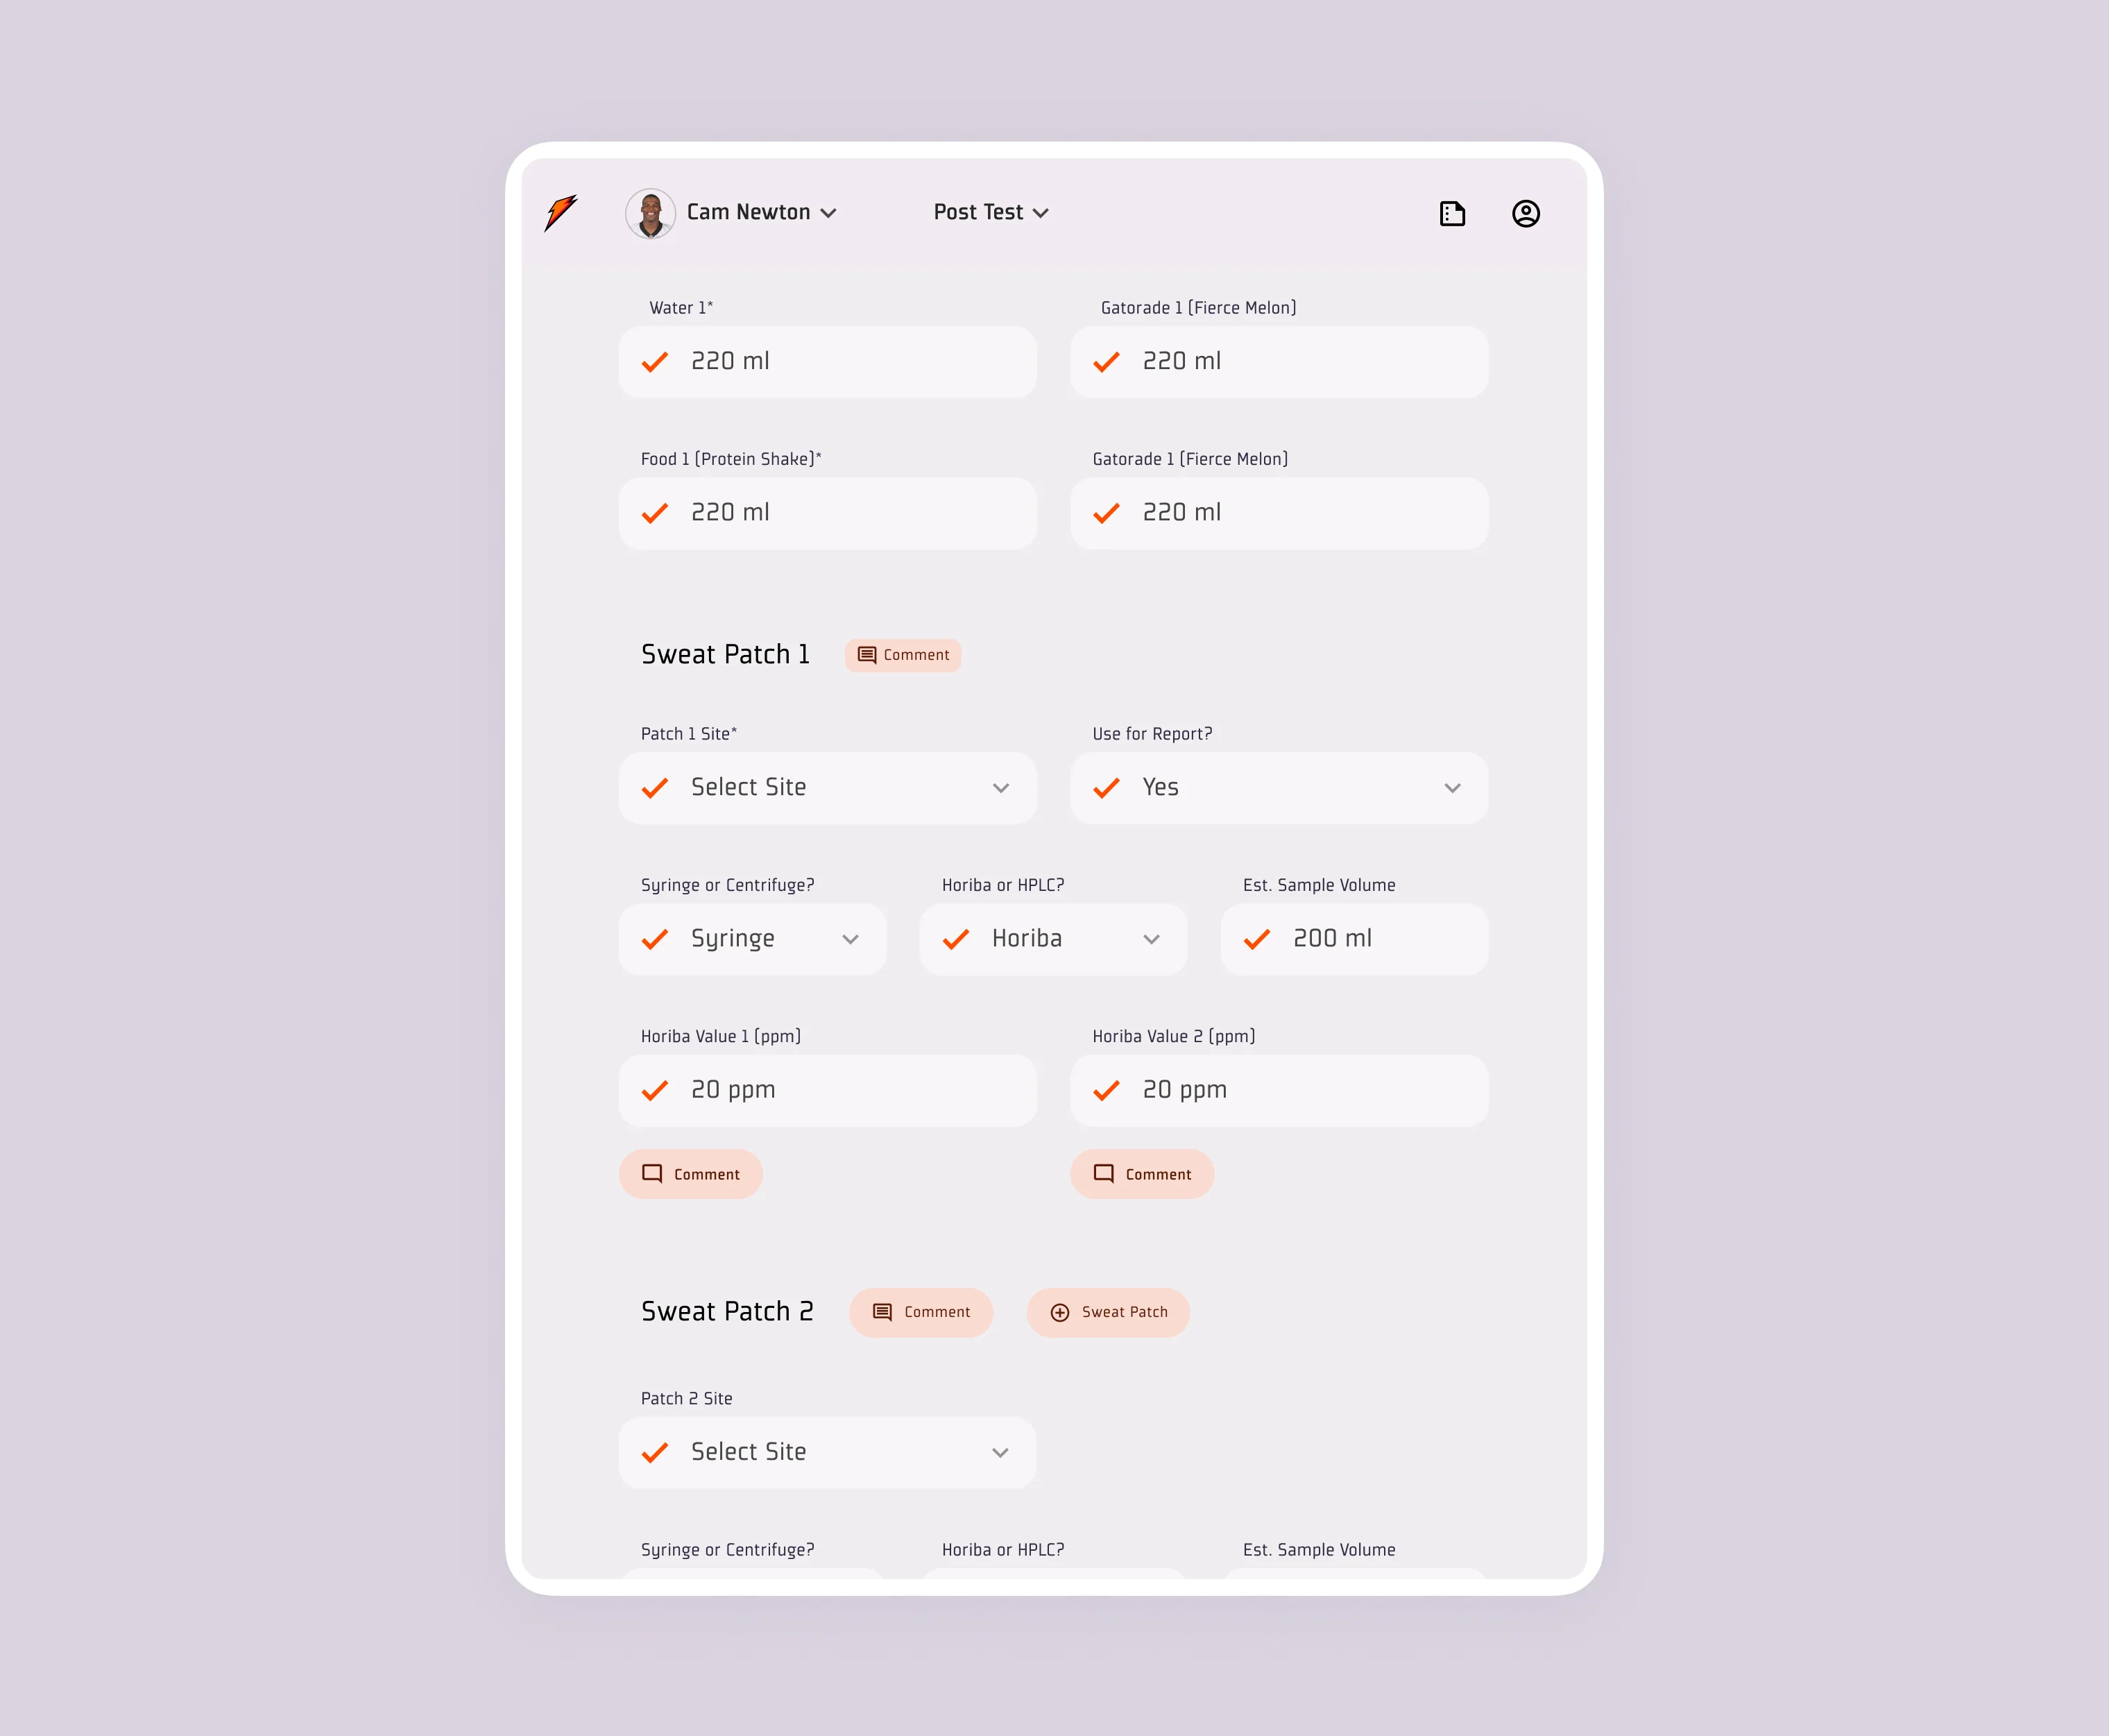 Cam Newton
Post Test
Water 1*
Gatorade 1 (Fierce Melon)
220 ml
220 ml
Food 1 (Protein Shake)*
Gatorade 1 (Fierce Melon)
220 ml
220 ml
Sweat Patch 1
Comment
Patch 1 Site*
Use for Report?
Select Site
Yes
Syringe or Centrifuge?
Horiba or HPLC?
Est. Sample Volume
Syringe
Horiba
200 ml
Horiba Value 1 (ppm)
Horiba Value 2 (ppm)
20 ppm
20 ppm
Comment
Comment
Sweat Patch 2
Comment
Sweat Patch
Patch 2 Site
Select Site
Syringe or Centrifuge?
Horiba or HPLC?
Est. Sample Volume